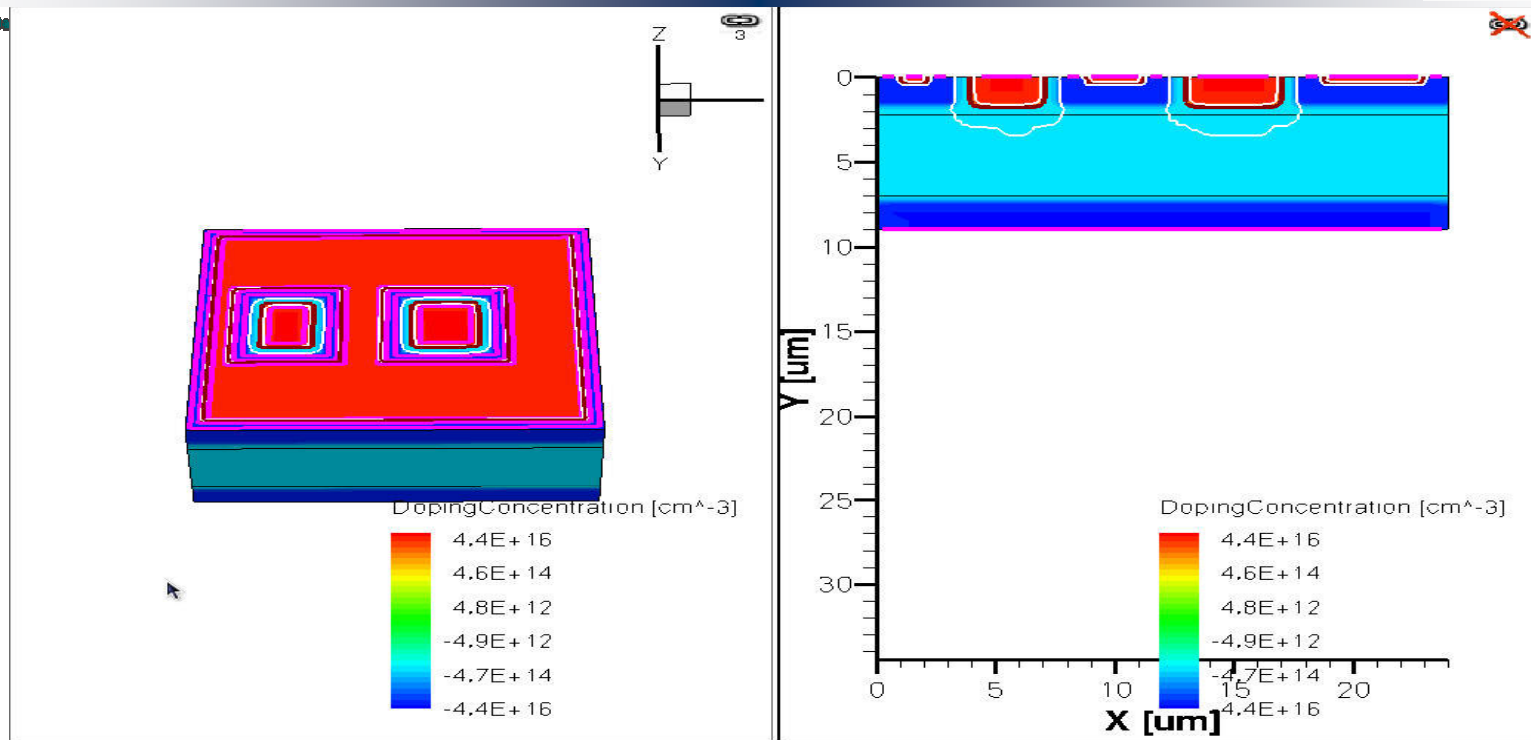 Z
3
Y
DopingConcentration [cm^-3]
4.4E+16
4.6E+14
4.8E+12
-4.9E+12
-4.7E+14
-4.4E+16
0
5
10
15
20
25
30
Y [um]
0
5
10
15
20
X [um]
DopingConcentration [cm^-3]
4.4E+16
4.6E+14
4.8E+12
-4.9E+12
-4.7E+14
-4.4E+16